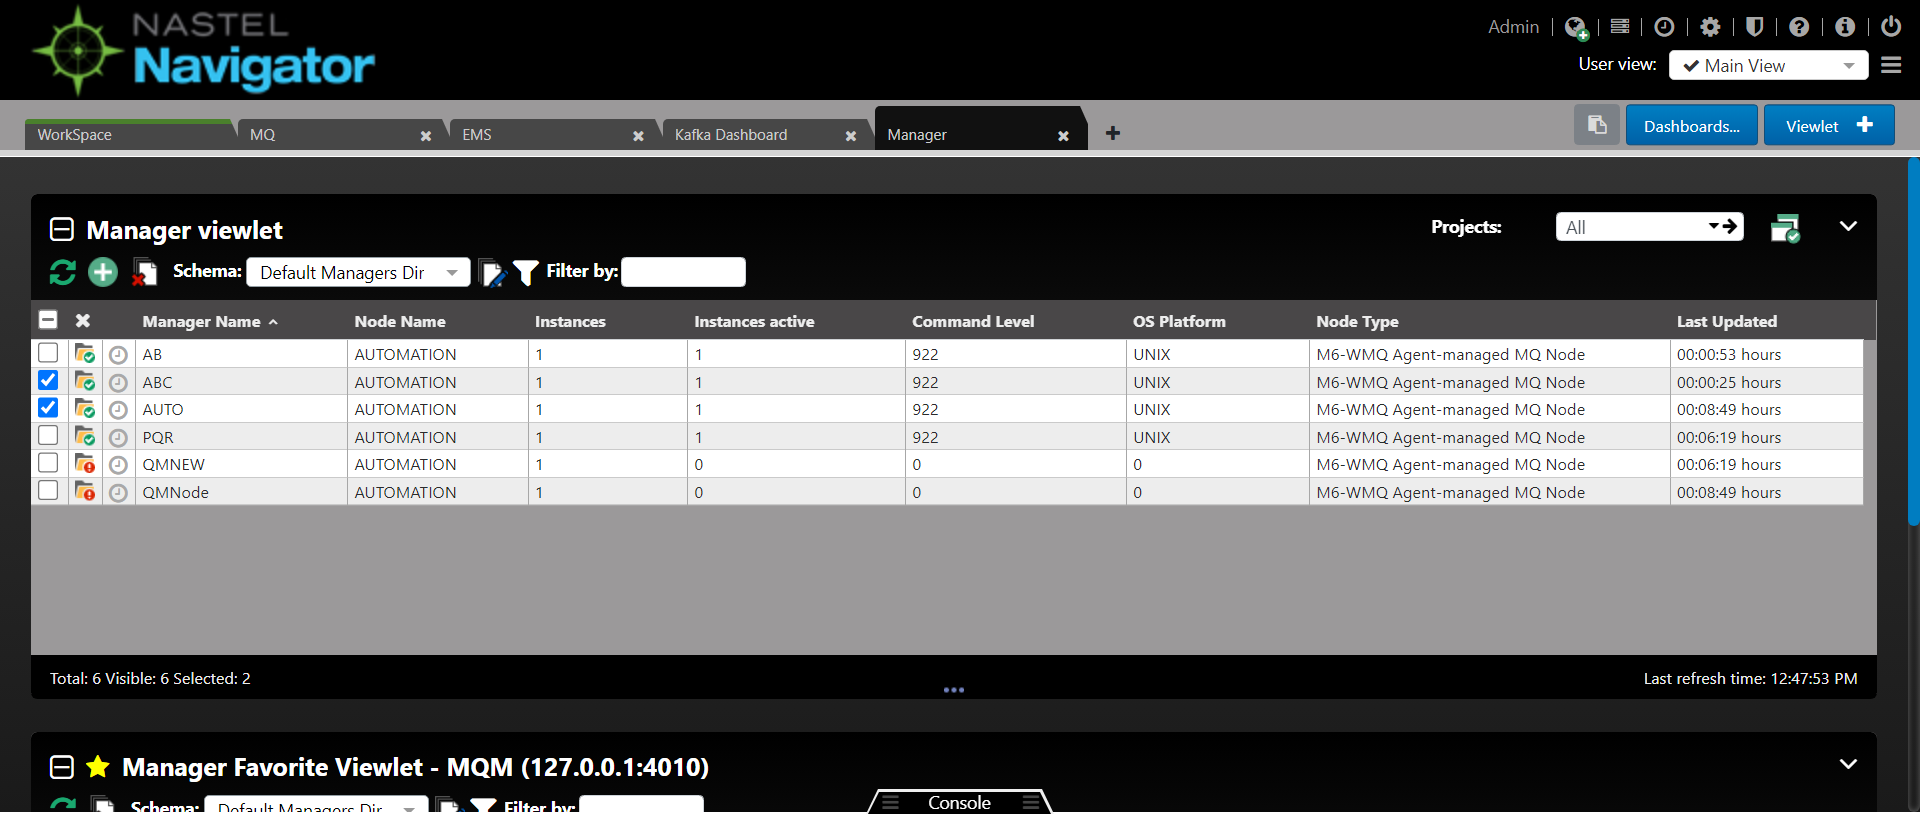 NASTEL
Navigator
Admin
User view: Main View
WorkSpace MQ EMS Kafka Dashboard Manager
Dashboards... Viewlet
Manager viewlet Projects: All
Schema: Default Managers Dir Filter by:
Manager Name Node Name Instances Instances active Command Level OS Platform Node Type Last Updated
AB AUTOMATION 1 1 922 UNIX M6-WMQ Agent-managed MQ Node 00:00:53 hours
ABC AUTOMATION 1 1 922 UNIX M6-WMQ Agent-managed MQ Node 00:00:25 hours
AUTO AUTOMATION 1 1 922 UNIX M6-WMQ Agent-managed MQ Node 00:08:49 hours
PQR AUTOMATION 1 1 922 UNIX M6-WMQ Agent-managed MQ Node 00:06:19 hours
QMNEW AUTOMATION 1 0 0 0 M6-WMQ Agent-managed MQ Node 00:06:19 hours
QMNode AUTOMATION 1 0 0 0 M6-WMQ Agent-managed MQ Node 00:08:49 hours
Total: 6 Visible: 6 Selected: 2 Last refresh time: 12:47:53 PM
Manager Favorite Viewlet - MQM (127.0.0.1:4010)
Schema: Default Managers Dir Filter by:
Console